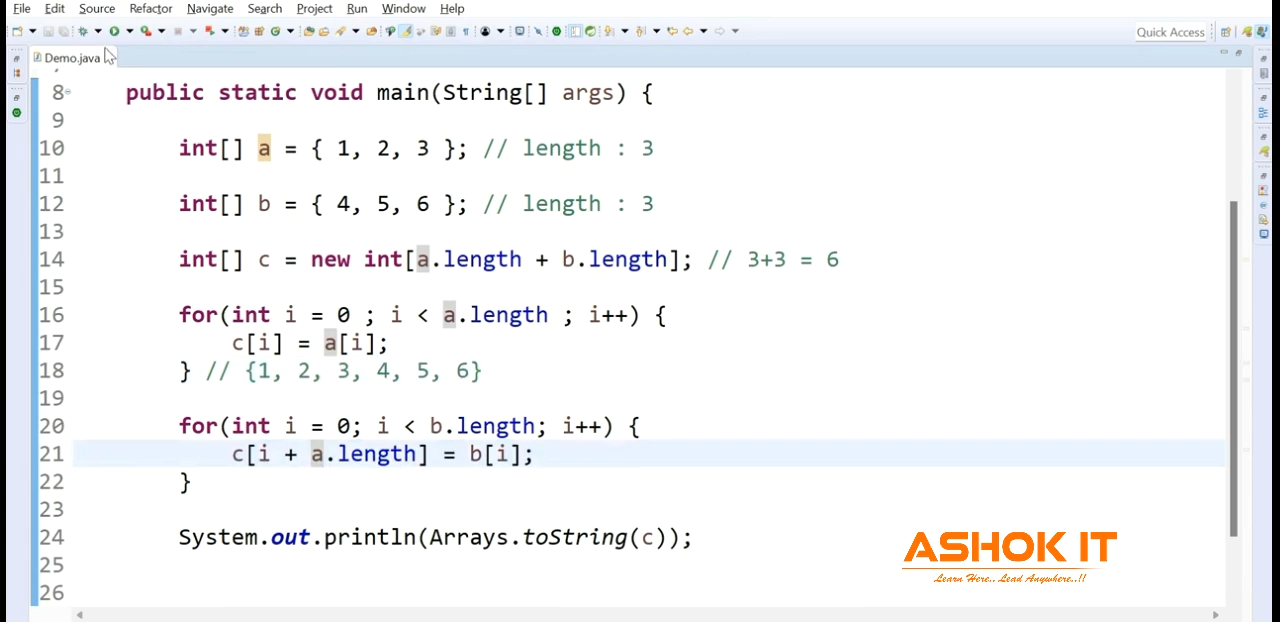 File Edit Source Refactor Navigate Search Project Run Window Help
Quick Access
Demo.java
8 public static void main(String[] args) {
9
10 int[] a = { 1, 2, 3 }; // length : 3
11
12 int[] b = { 4, 5, 6 }; // length : 3
13
14 int[] c = new int[a.length + b.length]; // 3+3 = 6
15
16 for(int i = 0 ; i < a.length ; i++) {
17 c[i] = a[i];
18 } // {1, 2, 3, 4, 5, 6}
19
20 for(int i = 0; i < b.length; i++) {
21 c[i + a.length] = b[i];
22 }
23
24 System.out.println(Arrays.toString(c));
25
26
ASHOK IT
Learn Here.. Lead Anywhere..!!